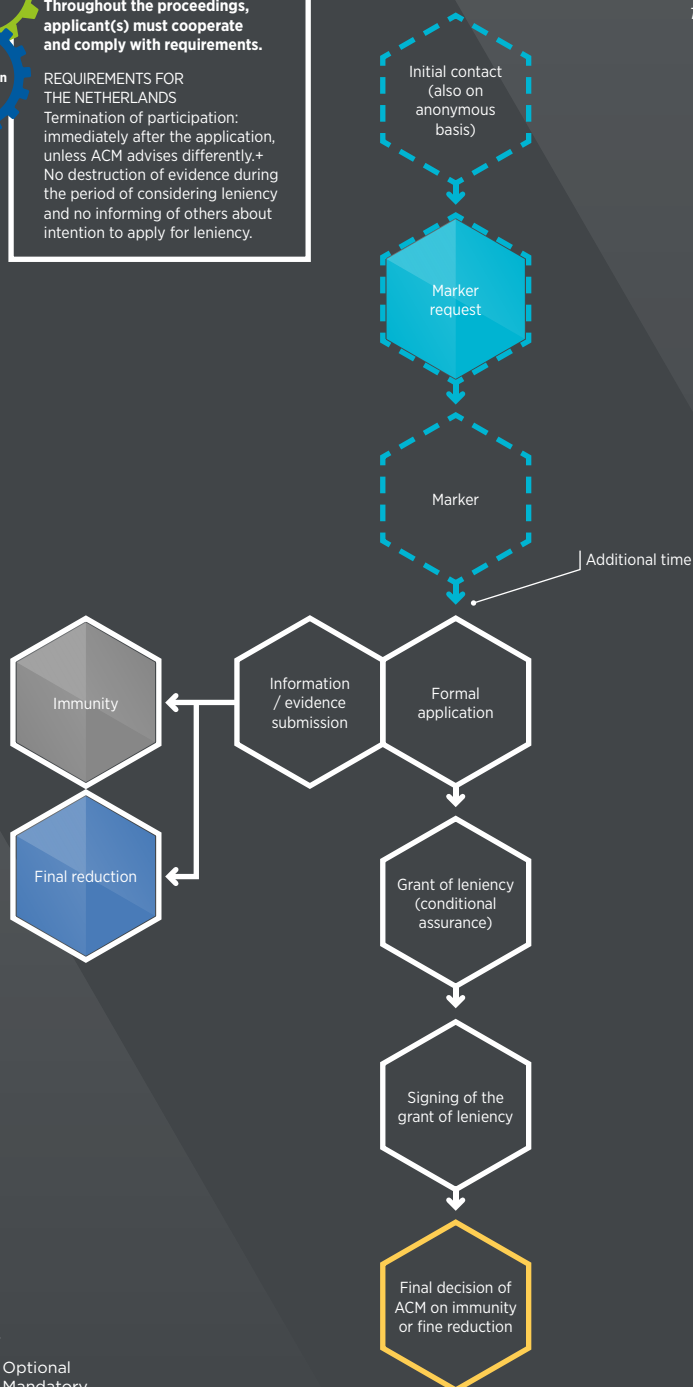 Throughout the proceedings,
applicant(s) must cooperate
and comply with requirements.
REQUIREMENTS FOR
THE NETHERLANDS
Termination of participation:
immediately after the application,
unless ACM advises differently.+
No destruction of evidence during
the period of considering leniency
and no informing of others about
intention to apply for leniency.
Initial contact
(also on
anonymous
basis)
Marker
request
Marker
Additional time
Immunity
Information
/ evidence
submission
Formal
application
Final reduction
Grant of leniency
(conditional
assurance)
Signing of the
grant of leniency
Final decision of
ACM on immunity
or fine reduction
Optional
Mandatory